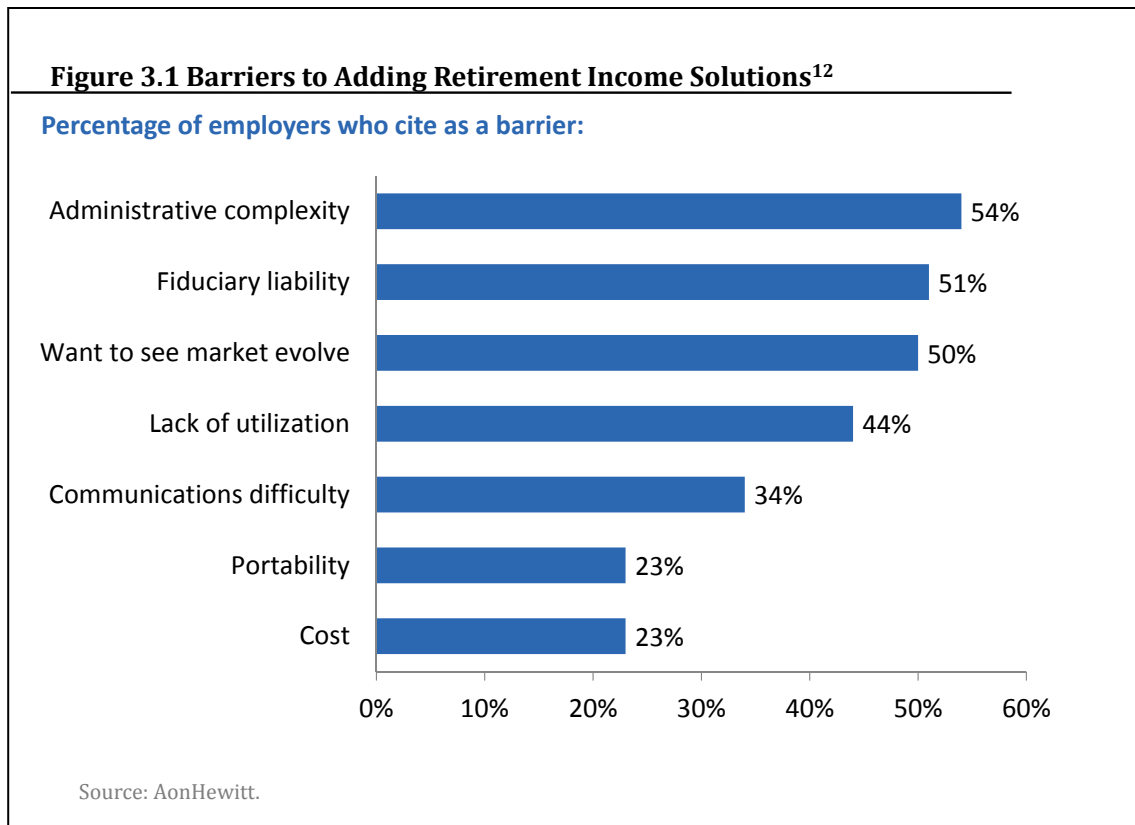 Figure 3.1 Barriers to Adding Retirement Income Solutions¹²
Percentage of employers who cite as a barrier:
Administrative complexity 54%
Fiduciary liability 51%
Want to see market evolve 50%
Lack of utilization 44%
Communications difficulty 34%
Portability 23%
Cost 23%
0% 10% 20% 30% 40% 50% 60%
Source: AonHewitt.